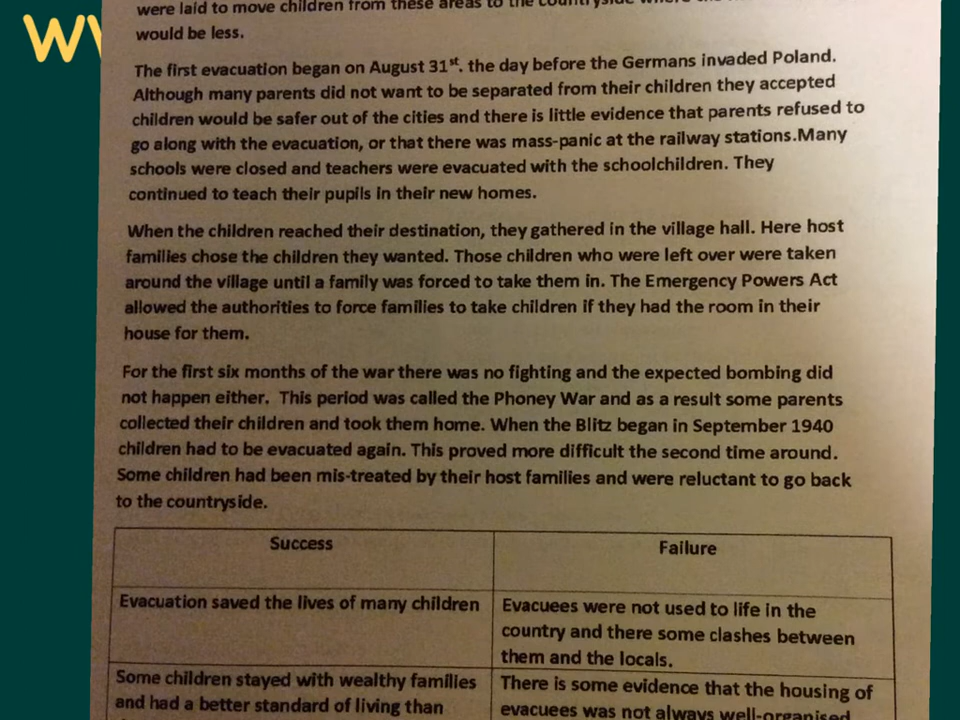 were laid to move children from these areas to the countryside where
would be less.
The first evacuation began on August 31st. the day before the Germans invaded Poland.
Although many parents did not want to be separated from their children they accepted
children would be safer out of the cities and there is little evidence that parents refused to
go along with the evacuation, or that there was mass-panic at the railway stations.Many
schools were closed and teachers were evacuated with the schoolchildren. They
continued to teach their pupils in their new homes.
When the children reached their destination, they gathered in the village hall. Here host
families chose the children they wanted. Those children who were left over were taken
around the village until a family was forced to take them in. The Emergency Powers Act
allowed the authorities to force families to take children if they had the room in their
house for them.
For the first six months of the war there was no fighting and the expected bombing did
not happen either. This period was called the Phoney War and as a result some parents
collected their children and took them home. When the Blitz began in September 1940
children had to be evacuated again. This proved more difficult the second time around.
Some children had been mis-treated by their host families and were reluctant to go back
to the countryside.
Success
Failure
Evacuation saved the lives of many children
Evacuees were not used to life in the
country and there some clashes between
them and the locals.
Some children stayed with wealthy families
and had a better standard of living than
There is some evidence that the housing of
evacuees was not always well-organised